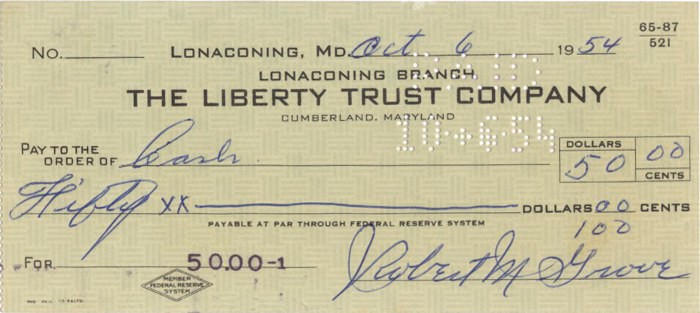 65-87
521
No. LONACONING, MD. Oct 6 1954
LONACONING BRANCH
PAID
THE LIBERTY TRUST COMPANY
CUMBERLAND, MARYLAND
10-6-54
PAY TO THE
ORDER OF Cash
DOLLARS
50 00
CENTS
Fifty xx DOLLARS 00 CENTS
100
PAYABLE AT PAR THROUGH FEDERAL RESERVE SYSTEM
FOR 50.00-1
Robert M Grove
MEMBER
FEDERAL RESERVE
SYSTEM